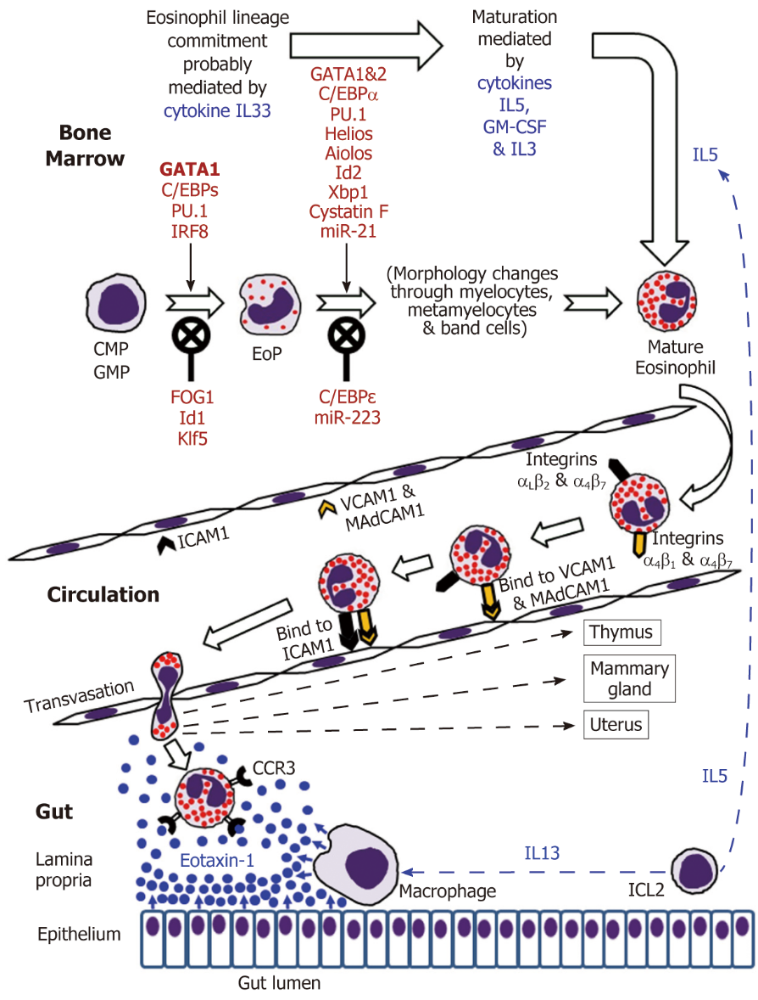 Eosinophil lineage
commitment
probably
mediated by
cytokine IL33
Maturation
mediated
by
cytokines
IL5,
GM-CSF
& IL3
GATA1&2
C/EBPα
PU.1
Helios
Aiolos
Id2
Xbp1
Cystatin F
miR-21
Bone
Marrow
IL5
GATA1
C/EBPs
PU.1
IRF8
(Morphology changes
through myelocytes,
metamyelocytes
& band cells)
CMP
GMP
EoP
Mature
Eosinophil
FOG1
Id1
Klf5
C/EBPε
miR-223
Integrins
αLβ2 & α4β7
VCAM1 &
MAdCAM1
ICAM1
Integrins
α4β1 & α4β7
Circulation
Bind to VCAM1
& MAdCAM1
Bind to
ICAM1
Thymus
Mammary
gland
Uterus
Transvasation
CCR3
IL5
Gut
Lamina
propria
Eotaxin-1
IL13
Macrophage
ICL2
Epithelium
Gut lumen